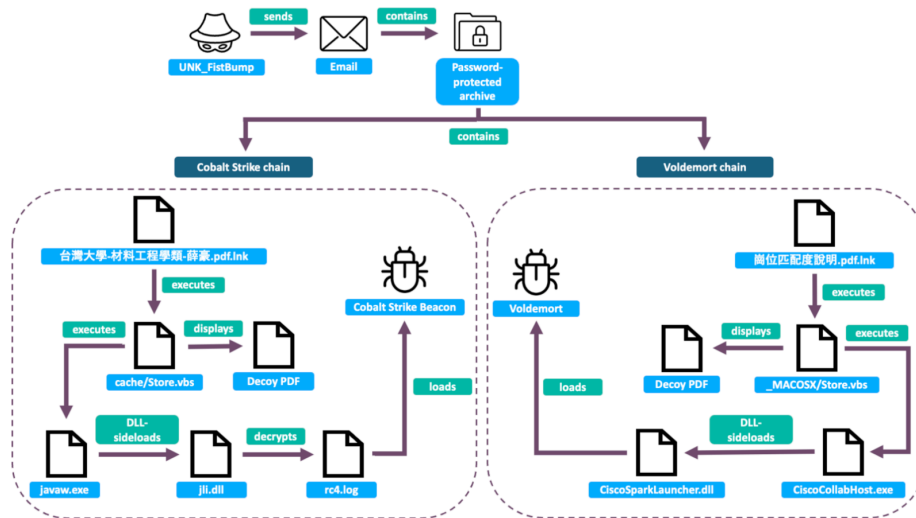 sends
contains
UNK_FistBump
Email
Password-
protected
archive
contains
Cobalt Strike chain
Voldemort chain
台灣大學-材料工程學類-薛豪.pdf.lnk
executes
executes
displays
cache/Store.vbs
Decoy PDF
Cobalt Strike Beacon
loads
DLL-
sideloads
decrypts
javaw.exe
jli.dll
rc4.log
崗位匹配度說明.pdf.lnk
executes
Voldemort
displays
executes
Decoy PDF
_MACOSX/Store.vbs
loads
DLL-
sideloads
CiscoSparkLauncher.dll
CiscoCollabHost.exe